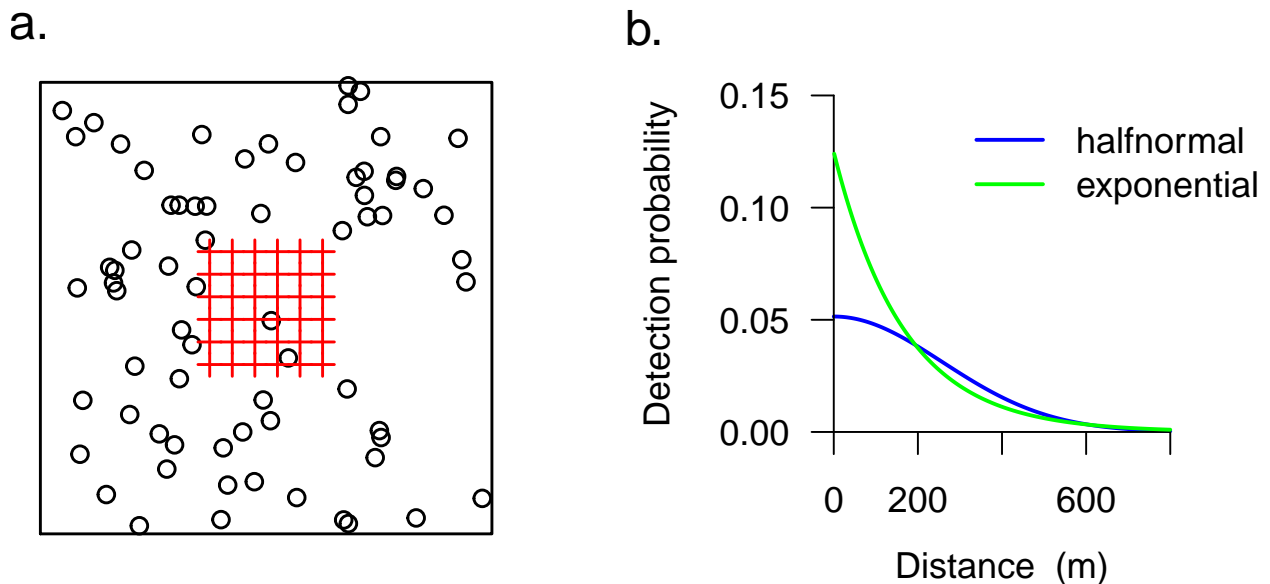 a.
b.
Detection probability
0.15
0.10
0.05
0.00
halfnormal
exponential
0 200 600
Distance (m)